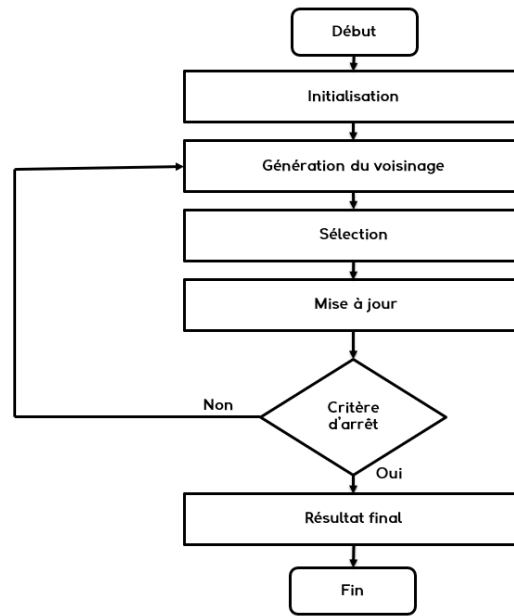 Début
Initialisation
Génération du voisinage
Sélection
Mise à jour
Non
Critère
d'arrêt
Oui
Résultat final
Fin